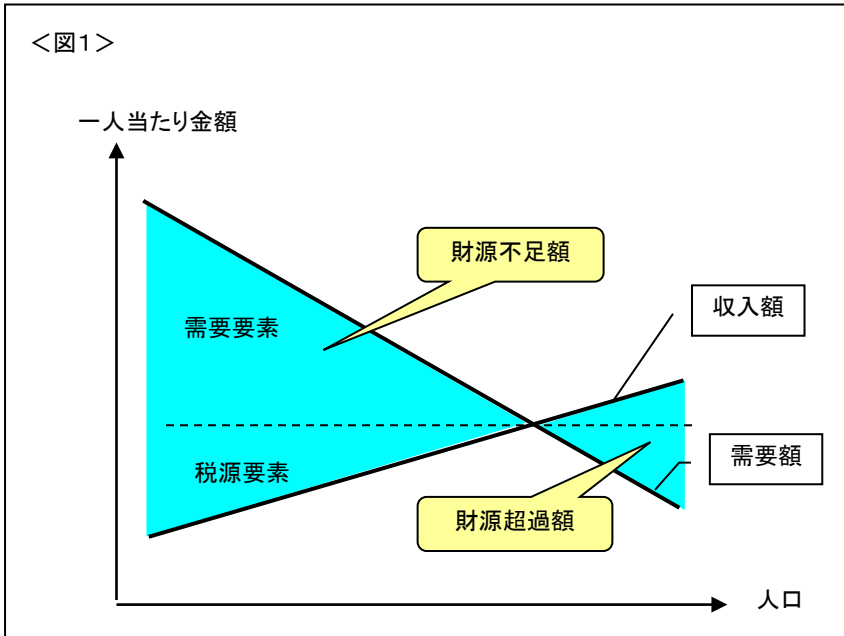 ＜図1＞
一人当たり金額
財源不足額
収入額
需要要素
需要額
税源要素
財源超過額
人口